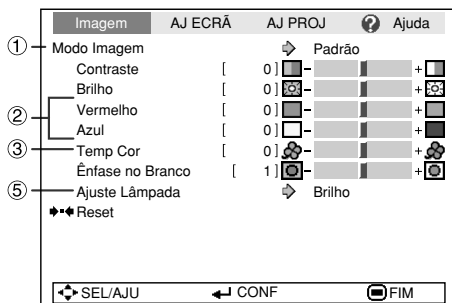 Imagem AJ ECRÃ AJ PROJ ? Ajuda
① Modo Imagem Padrão
Contraste [ 0 ] - +
Brilho [ 0 ] - +
② Vermelho [ 0 ] - +
Azul [ 0 ] - +
③ Temp Cor [ 0 ] - +
Ênfase no Branco [ 1 ] - +
⑤ Ajuste Lâmpada Brilho
Reset
SEL/AJU CONF FIM